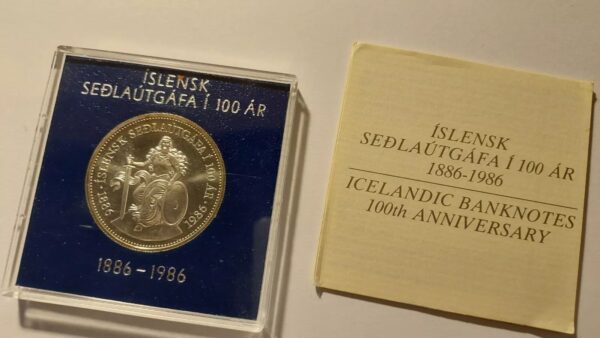 ÍSLENSK
SEÐLAÚTGÁFA Í 100 ÁR
1886 · ÍSLENSK SEÐLAÚTGÁFA Í 100 ÁR · 1986
1886 - 1986
ÍSLENSK
SEÐLAÚTGÁFA Í 100 ÁR
1886-1986
ICELANDIC BANKNOTES
100th ANNIVERSARY